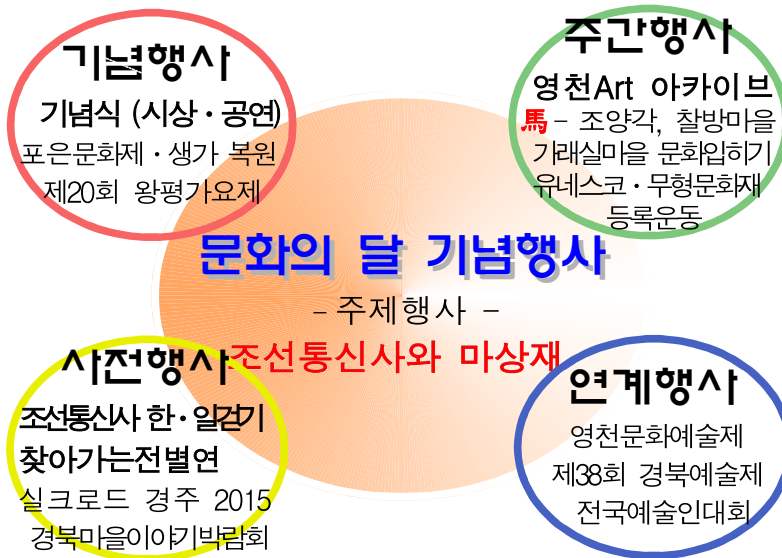 기념행사
기념식 (시상·공연)
포은문화제·생가 복원
제20회 왕평가요제
주간행사
영천Art 아카이브
馬 - 조양각, 찰방마을
가래실마을 문화입히기
유네스코·무형문화재
등록운동
문화의 달 기념행사
- 주제행사 -
조선통신사와 마상재
사전행사
조선통신사 한·일걷기
찾아가는전별연
실크로드 경주 2015
경북마을이야기박람회
연계행사
영천문화예술제
제38회 경북예술제
전국예술인대회